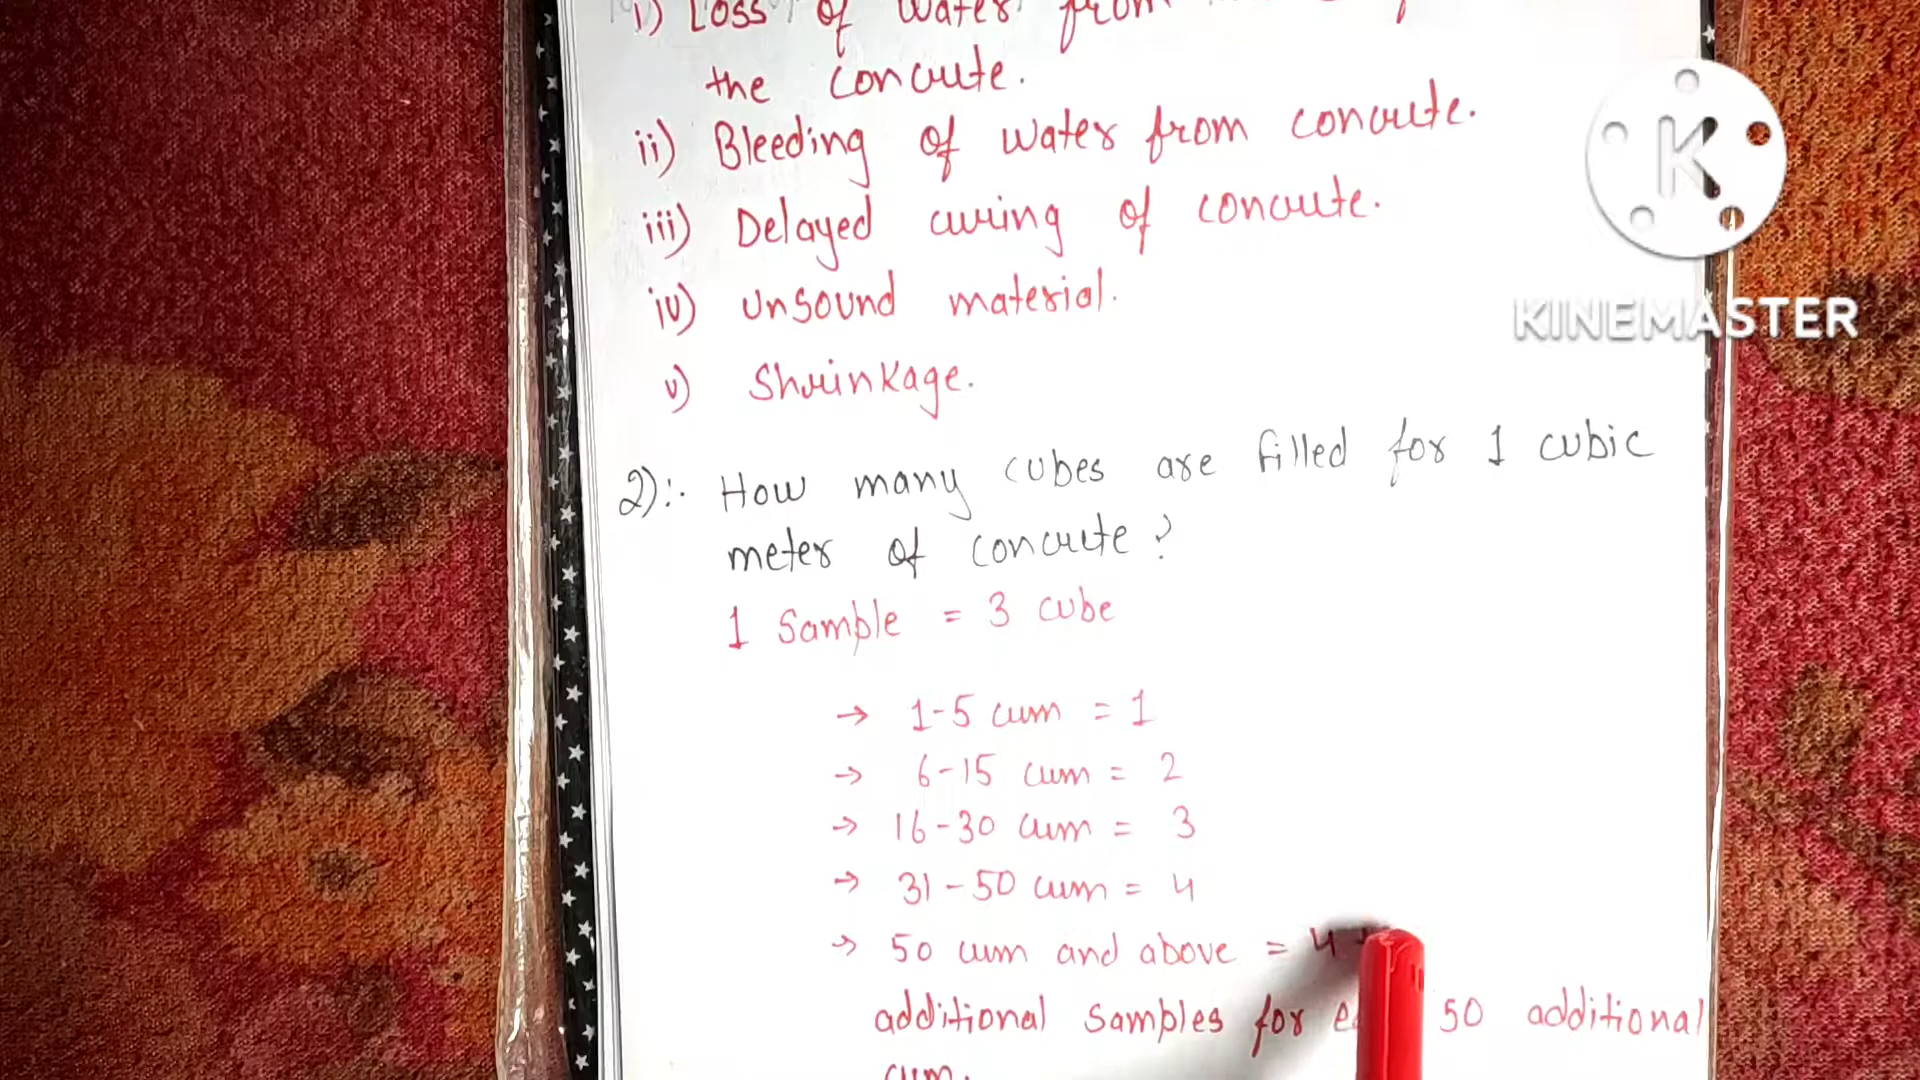 i) Loss of water from
the concrete.
ii) Bleeding of water from concrete.
iii) Delayed curing of concrete.
iv) unsound material.
v) Shrinkage.
2):- How many cubes are filled for 1 cubic
meter of concrete?
1 Sample = 3 cube
→ 1-5 cum = 1
→ 6-15 cum = 2
→ 16-30 cum = 3
→ 31-50 cum = 4
→ 50 cum and above = 4
additional samples for 50 additional
cum.
K
KINEMASTER